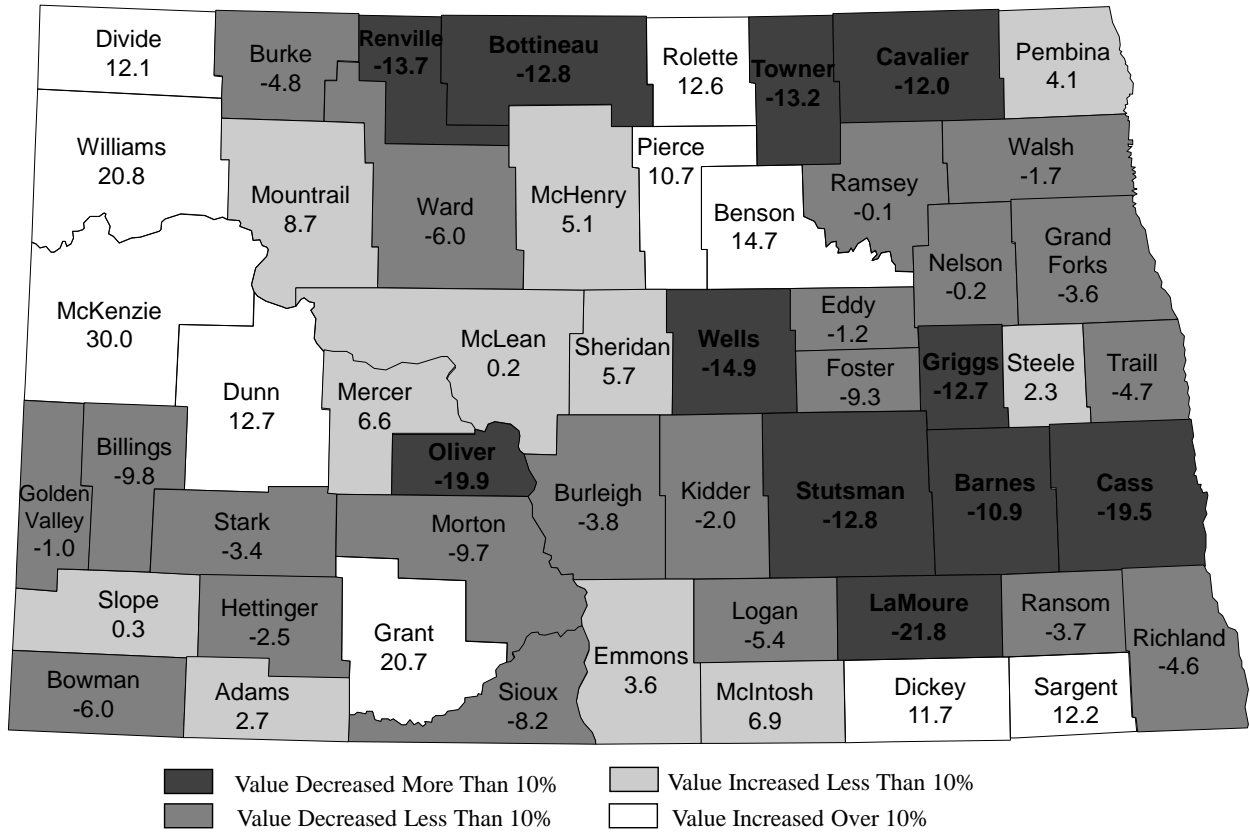 Divide
12.1
Burke
-4.8
Renville
-13.7
Bottineau
-12.8
Rolette
12.6
Towner
-13.2
Cavalier
-12.0
Pembina
4.1
Williams
20.8
Mountrail
8.7
Ward
-6.0
McHenry
5.1
Pierce
10.7
Benson
14.7
Ramsey
-0.1
Walsh
-1.7
Nelson
-0.2
Grand
Forks
-3.6
McKenzie
30.0
Dunn
12.7
McLean
0.2
Mercer
6.6
Sheridan
5.7
Wells
-14.9
Eddy
-1.2
Foster
-9.3
Griggs
-12.7
Steele
2.3
Traill
-4.7
Golden
Valley
-1.0
Billings
-9.8
Stark
-3.4
Oliver
-19.9
Morton
-9.7
Burleigh
-3.8
Kidder
-2.0
Stutsman
-12.8
Barnes
-10.9
Cass
-19.5
Slope
0.3
Hettinger
-2.5
Grant
20.7
Bowman
-6.0
Adams
2.7
Sioux
-8.2
Emmons
3.6
Logan
-5.4
LaMoure
-21.8
Ransom
-3.7
Richland
-4.6
McIntosh
6.9
Dickey
11.7
Sargent
12.2
Value Decreased More Than 10%
Value Increased Less Than 10%
Value Decreased Less Than 10%
Value Increased Over 10%